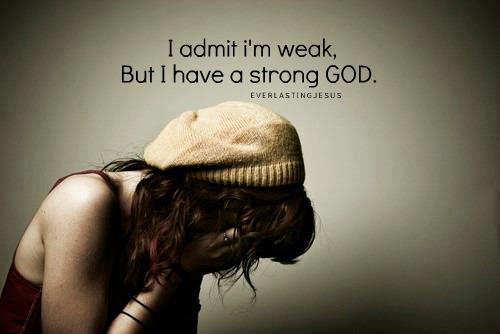 I admit i'm weak,
But I have a strong GOD.
EVERLASTINGJESUS